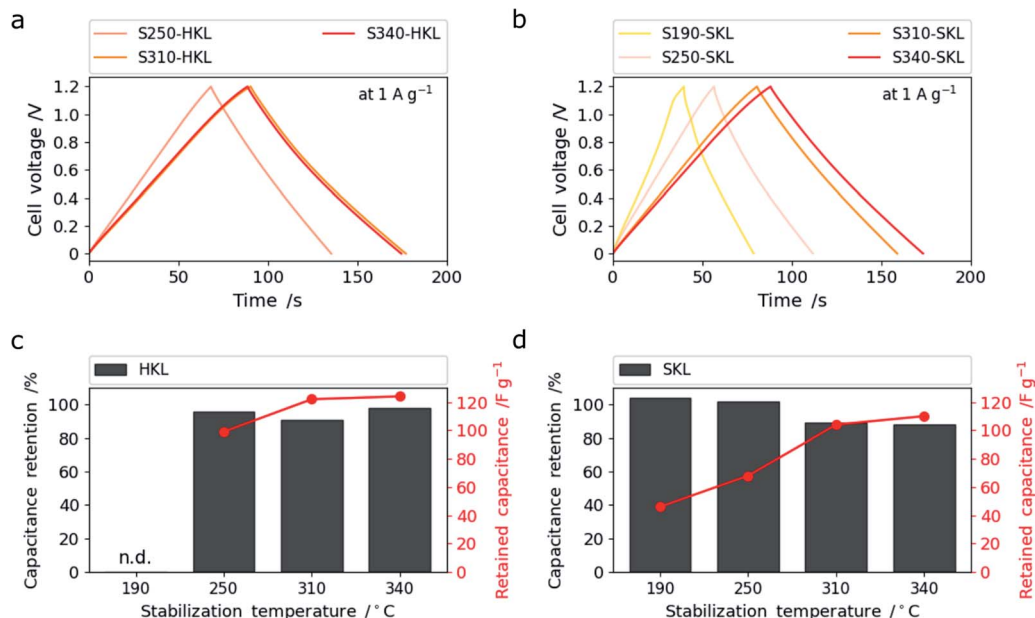 a
S250-HKL
S340-HKL
S310-HKL
1.2
1.0
0.8
0.6
0.4
0.2
0
Cell voltage /V
at 1 A g⁻¹
0 50 100 150 200
Time /s
b
S190-SKL
S310-SKL
S250-SKL
S340-SKL
1.2
1.0
0.8
0.6
0.4
0.2
0
Cell voltage /V
at 1 A g⁻¹
0 50 100 150 200
Time /s
c
HKL
100
80
60
40
20
0
Capacitance retention /%
n.d.
120
100
80
60
40
20
0
Retained capacitance /F g⁻¹
190 250 310 340
Stabilization temperature /°C
d
SKL
100
80
60
40
20
0
Capacitance retention /%
120
100
80
60
40
20
0
Retained capacitance /F g⁻¹
190 250 310 340
Stabilization temperature /°C